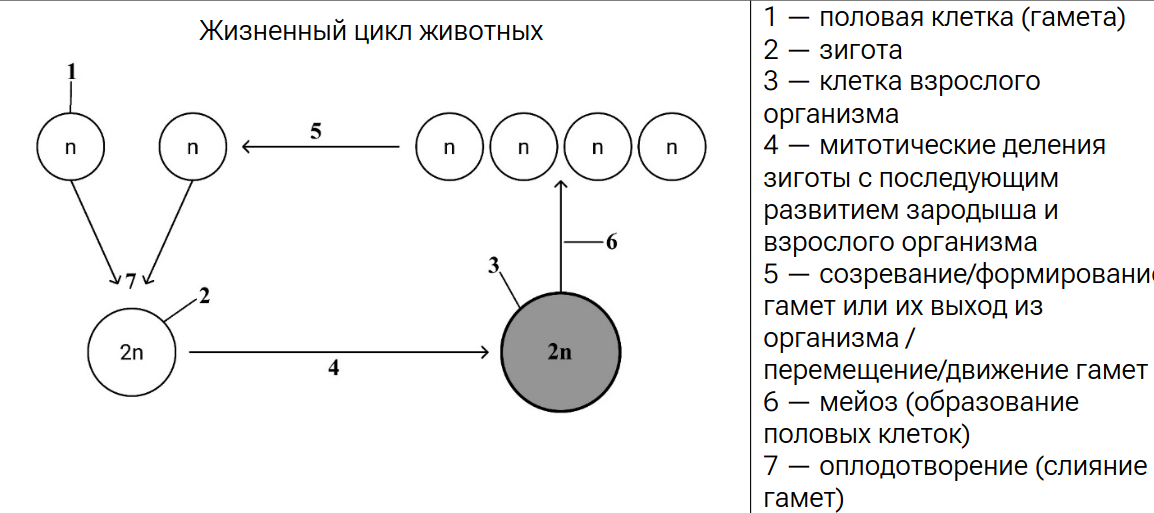 Жизненный цикл животных
1
n
n
5
n
n
n
n
7
2
2n
4
3
2n
6
1 — половая клетка (гамета)
2 — зигота
3 — клетка взрослого
организма
4 — митотические деления
зиготы с последующим
развитием зародыша и
взрослого организма
5 — созревание/формировани
гамет или их выход из
организма /
перемещение/движение гамет
6 — мейоз (образование
половых клеток)
7 — оплодотворение (слияние
гамет)